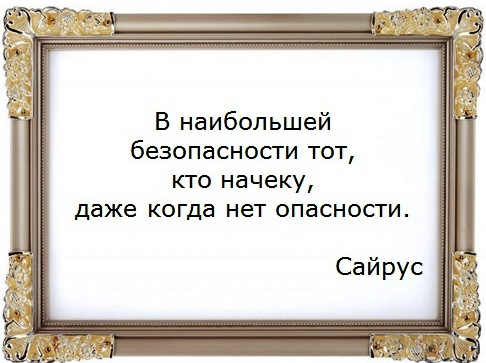 В наибольшей
безопасности тот,
кто начеку,
даже когда нет опасности.
Сайрус